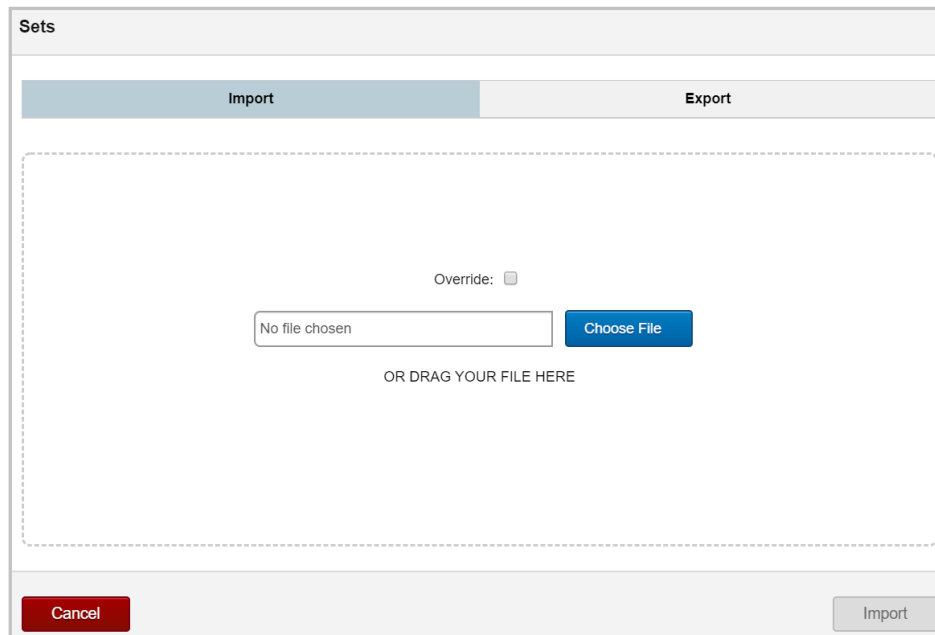 Sets
Import Export
Override:
No file chosen Choose File
OR DRAG YOUR FILE HERE
Cancel Import